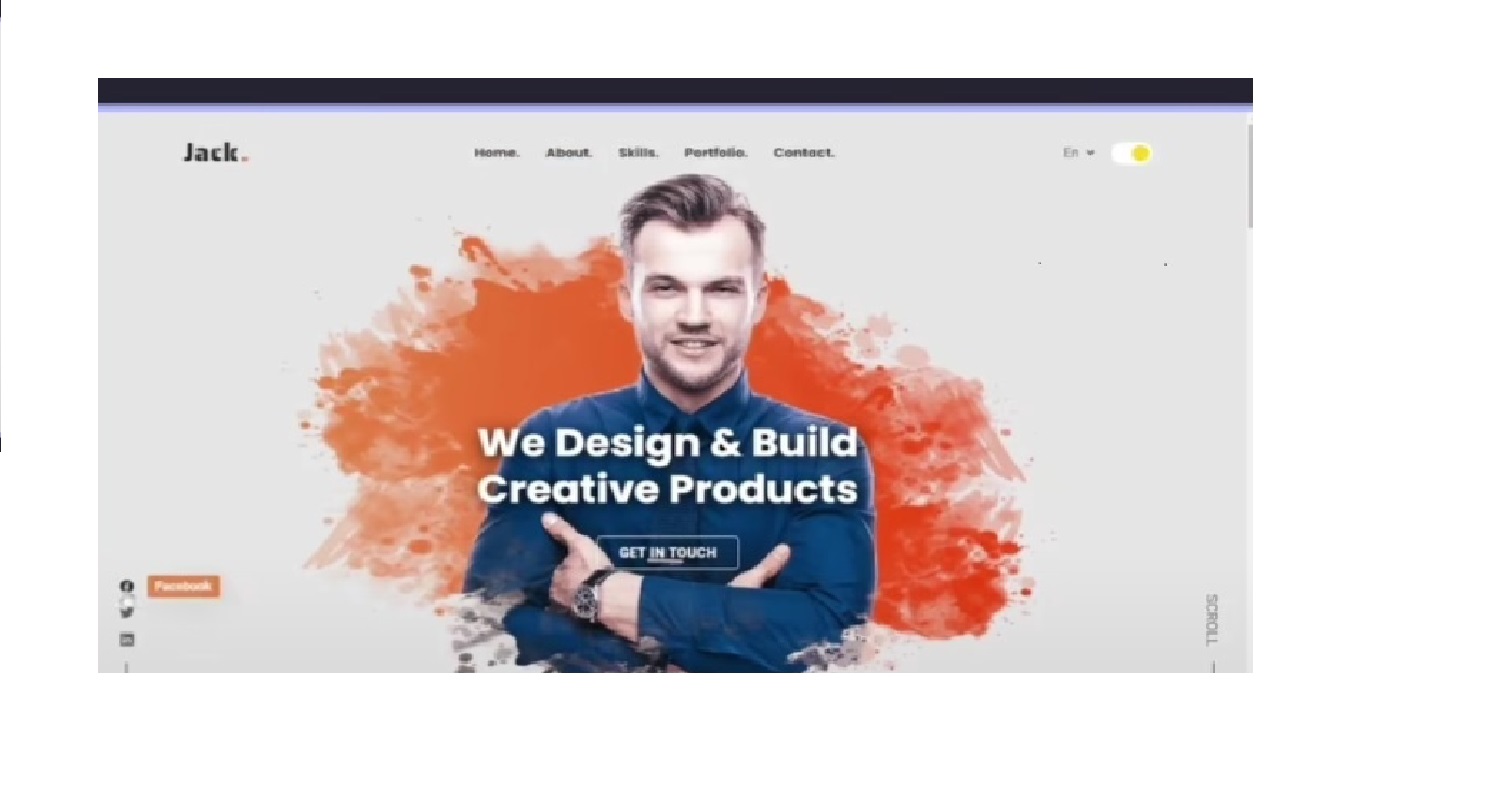 Jack.
Home. About. Skills. Portfolio. Contact.
En
We Design & Build
Creative Products
GET IN TOUCH
Facebook
SCROLL